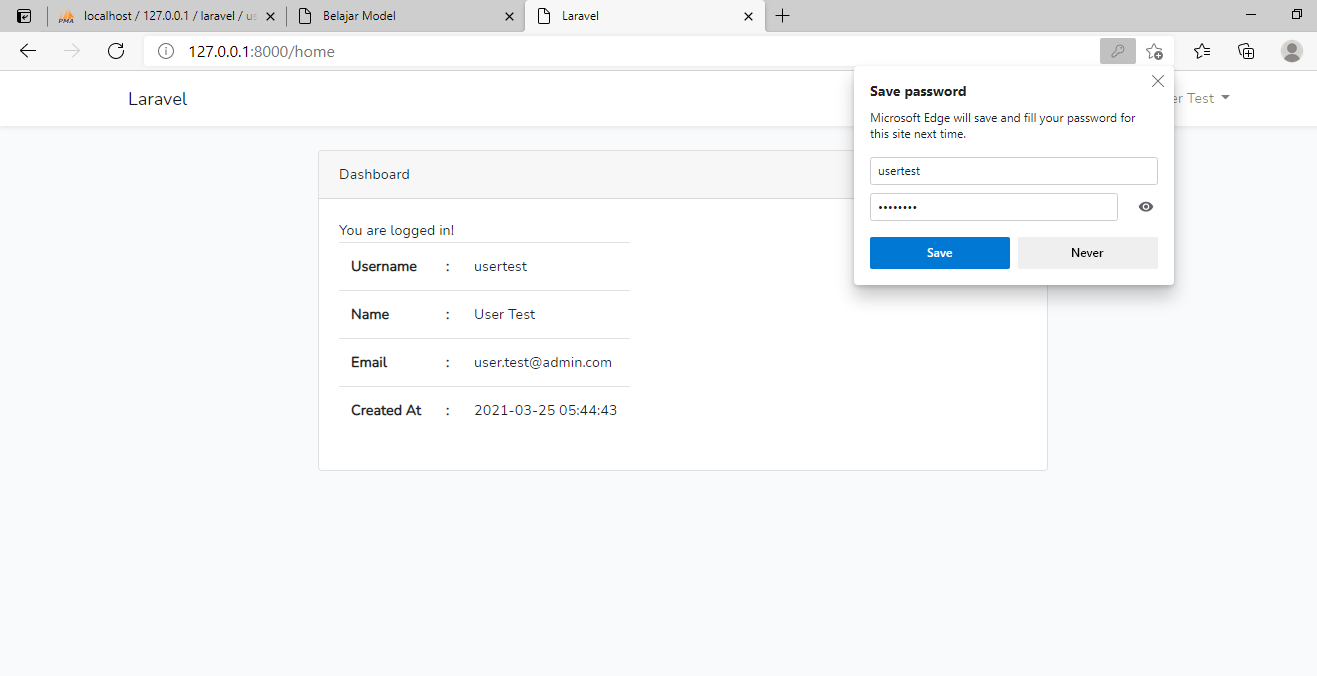 localhost / 127.0.0.1 / laravel / us
Belajar Model
Laravel
127.0.0.1:8000/home
Laravel
er Test
Save password
Microsoft Edge will save and fill your password for
this site next time.
usertest
••••••••
Save Never
Dashboard
You are logged in!
Username : usertest
Name : User Test
Email : user.test@admin.com
Created At : 2021-03-25 05:44:43